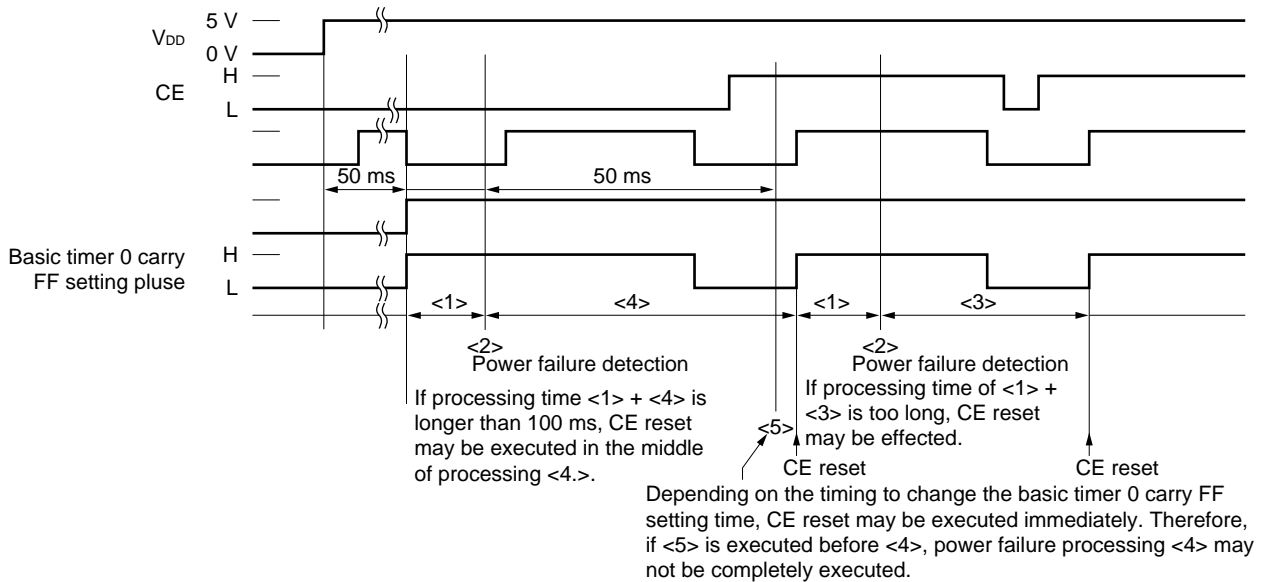 5 V
VDD
0 V
H
CE
L
50 ms
50 ms
Basic timer 0 carry
FF setting pluse
H
L
<1>
<4>
<1>
<3>
<2>
Power failure detection
If processing time <1> + <4> is
longer than 100 ms, CE reset
may be executed in the middle
of processing <4.>.
<2>
Power failure detection
If processing time of <1> +
<3> is too long, CE reset
may be effected.
<5>
CE reset
CE reset
Depending on the timing to change the basic timer 0 carry FF
setting time, CE reset may be executed immediately. Therefore,
if <5> is executed before <4>, power failure processing <4> may
not be completely executed.